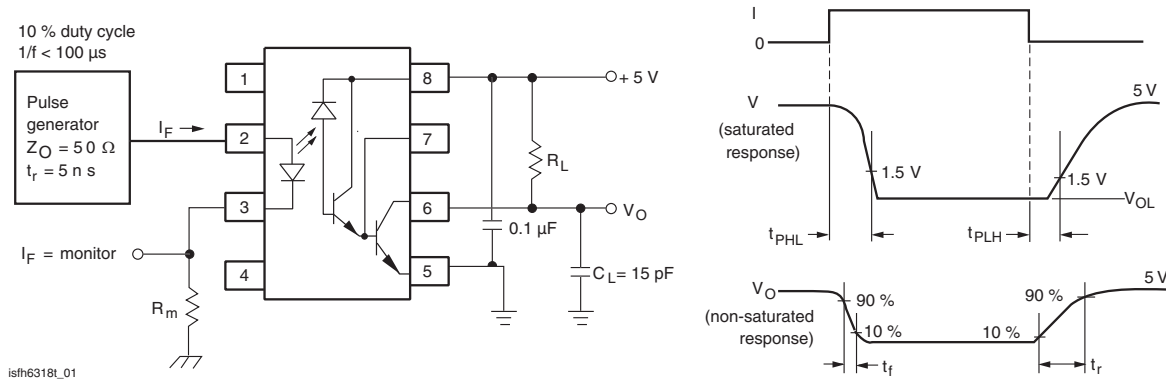 10 % duty cycle
1/f < 100 µs
Pulse
generator
Z_O = 50 Ω
t_r = 5 n s
I_F
I_F = monitor
R_m
1
2
3
4
8
7
6
5
+ 5 V
R_L
V_O
0.1 µF
C_L = 15 pF
isfh6318t_01
I
0
V
(saturated
response)
5 V
1.5 V
1.5 V
V_OL
t_PHL
t_PLH
V_O
(non-saturated
response)
90 %
10 %
10 %
90 %
5 V
t_f
t_r